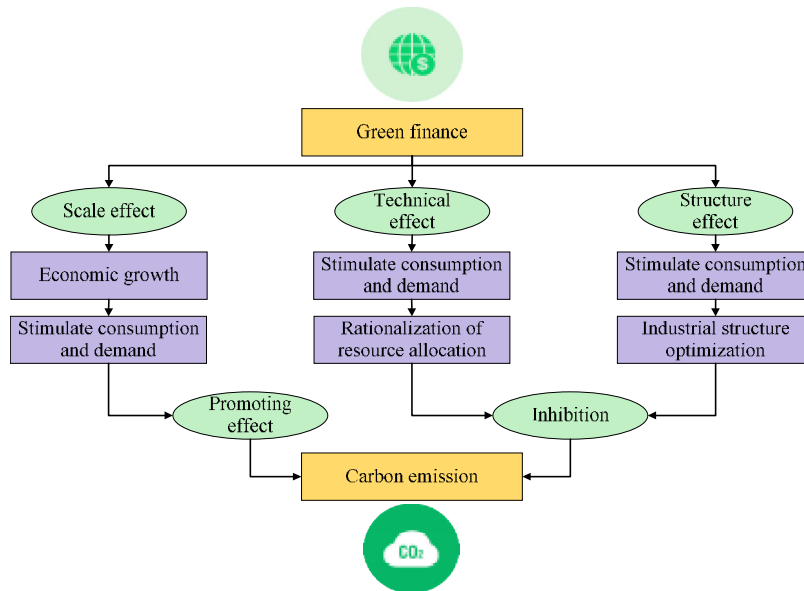 $
Green finance
Scale effect
Technical
effect
Structure
effect
Economic growth
Stimulate consumption
and demand
Stimulate consumption
and demand
Stimulate consumption
and demand
Rationalization of
resource allocation
Industrial structure
optimization
Promoting
effect
Inhibition
Carbon emission
CO₂